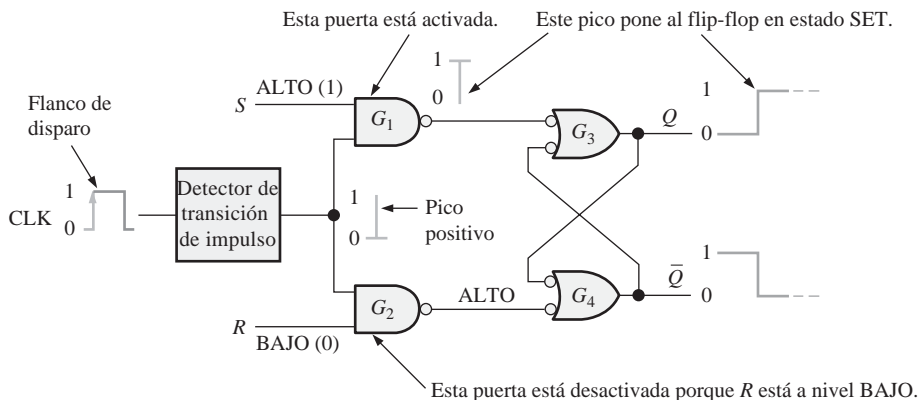 Esta puerta está activada.
Este pico pone al flip-flop en estado SET.
1
0
ALTO (1)
S
G1
G3
Q
1
0
Flanco de
disparo
1
0
CLK
Detector de
transición
de impulso
1
0
Pico
positivo
G2
ALTO
G4
Q̅
1
0
R
BAJO (0)
Esta puerta está desactivada porque R está a nivel BAJO.